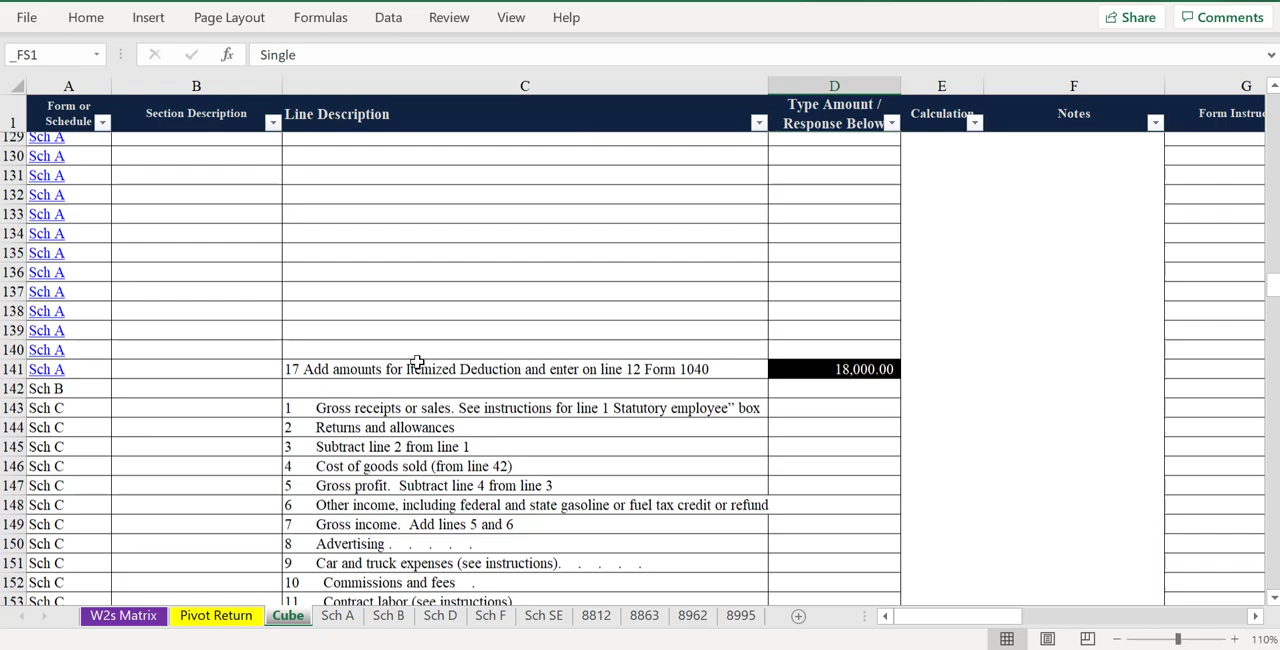 File Home Insert Page Layout Formulas Data Review View Help Share Comments
_FS1 fx Single
A B C D E F G
1 Form or Schedule Section Description Line Description Type Amount / Response Below Calculation Notes Form Instruc
129 Sch A
130 Sch A
131 Sch A
132 Sch A
133 Sch A
134 Sch A
135 Sch A
136 Sch A
137 Sch A
138 Sch A
139 Sch A
140 Sch A
141 Sch A 17 Add amounts for Itemized Deduction and enter on line 12 Form 1040 18,000.00
142 Sch B
143 Sch C 1 Gross receipts or sales. See instructions for line 1 Statutory employee” box
144 Sch C 2 Returns and allowances
145 Sch C 3 Subtract line 2 from line 1
146 Sch C 4 Cost of goods sold (from line 42)
147 Sch C 5 Gross profit. Subtract line 4 from line 3
148 Sch C 6 Other income, including federal and state gasoline or fuel tax credit or refund
149 Sch C 7 Gross income. Add lines 5 and 6
150 Sch C 8 Advertising . . . . .
151 Sch C 9 Car and truck expenses (see instructions). . . . .
152 Sch C 10 Commissions and fees .
153 Sch C 11 Contract labor (see instructions)
W2s Matrix Pivot Return Cube Sch A Sch B Sch D Sch F Sch SE 8812 8863 8962 8995
110%